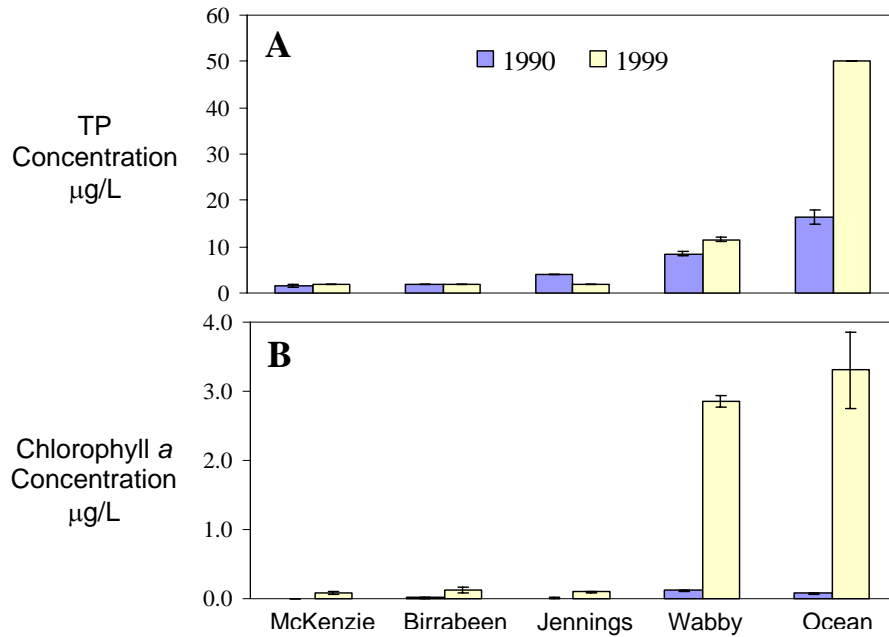 A
1990 1999
TP
Concentration
µg/L
60
50
40
30
20
10
0
B
Chlorophyll a
Concentration
µg/L
4.0
3.0
2.0
1.0
0.0
McKenzie Birrabeen Jennings Wabby Ocean